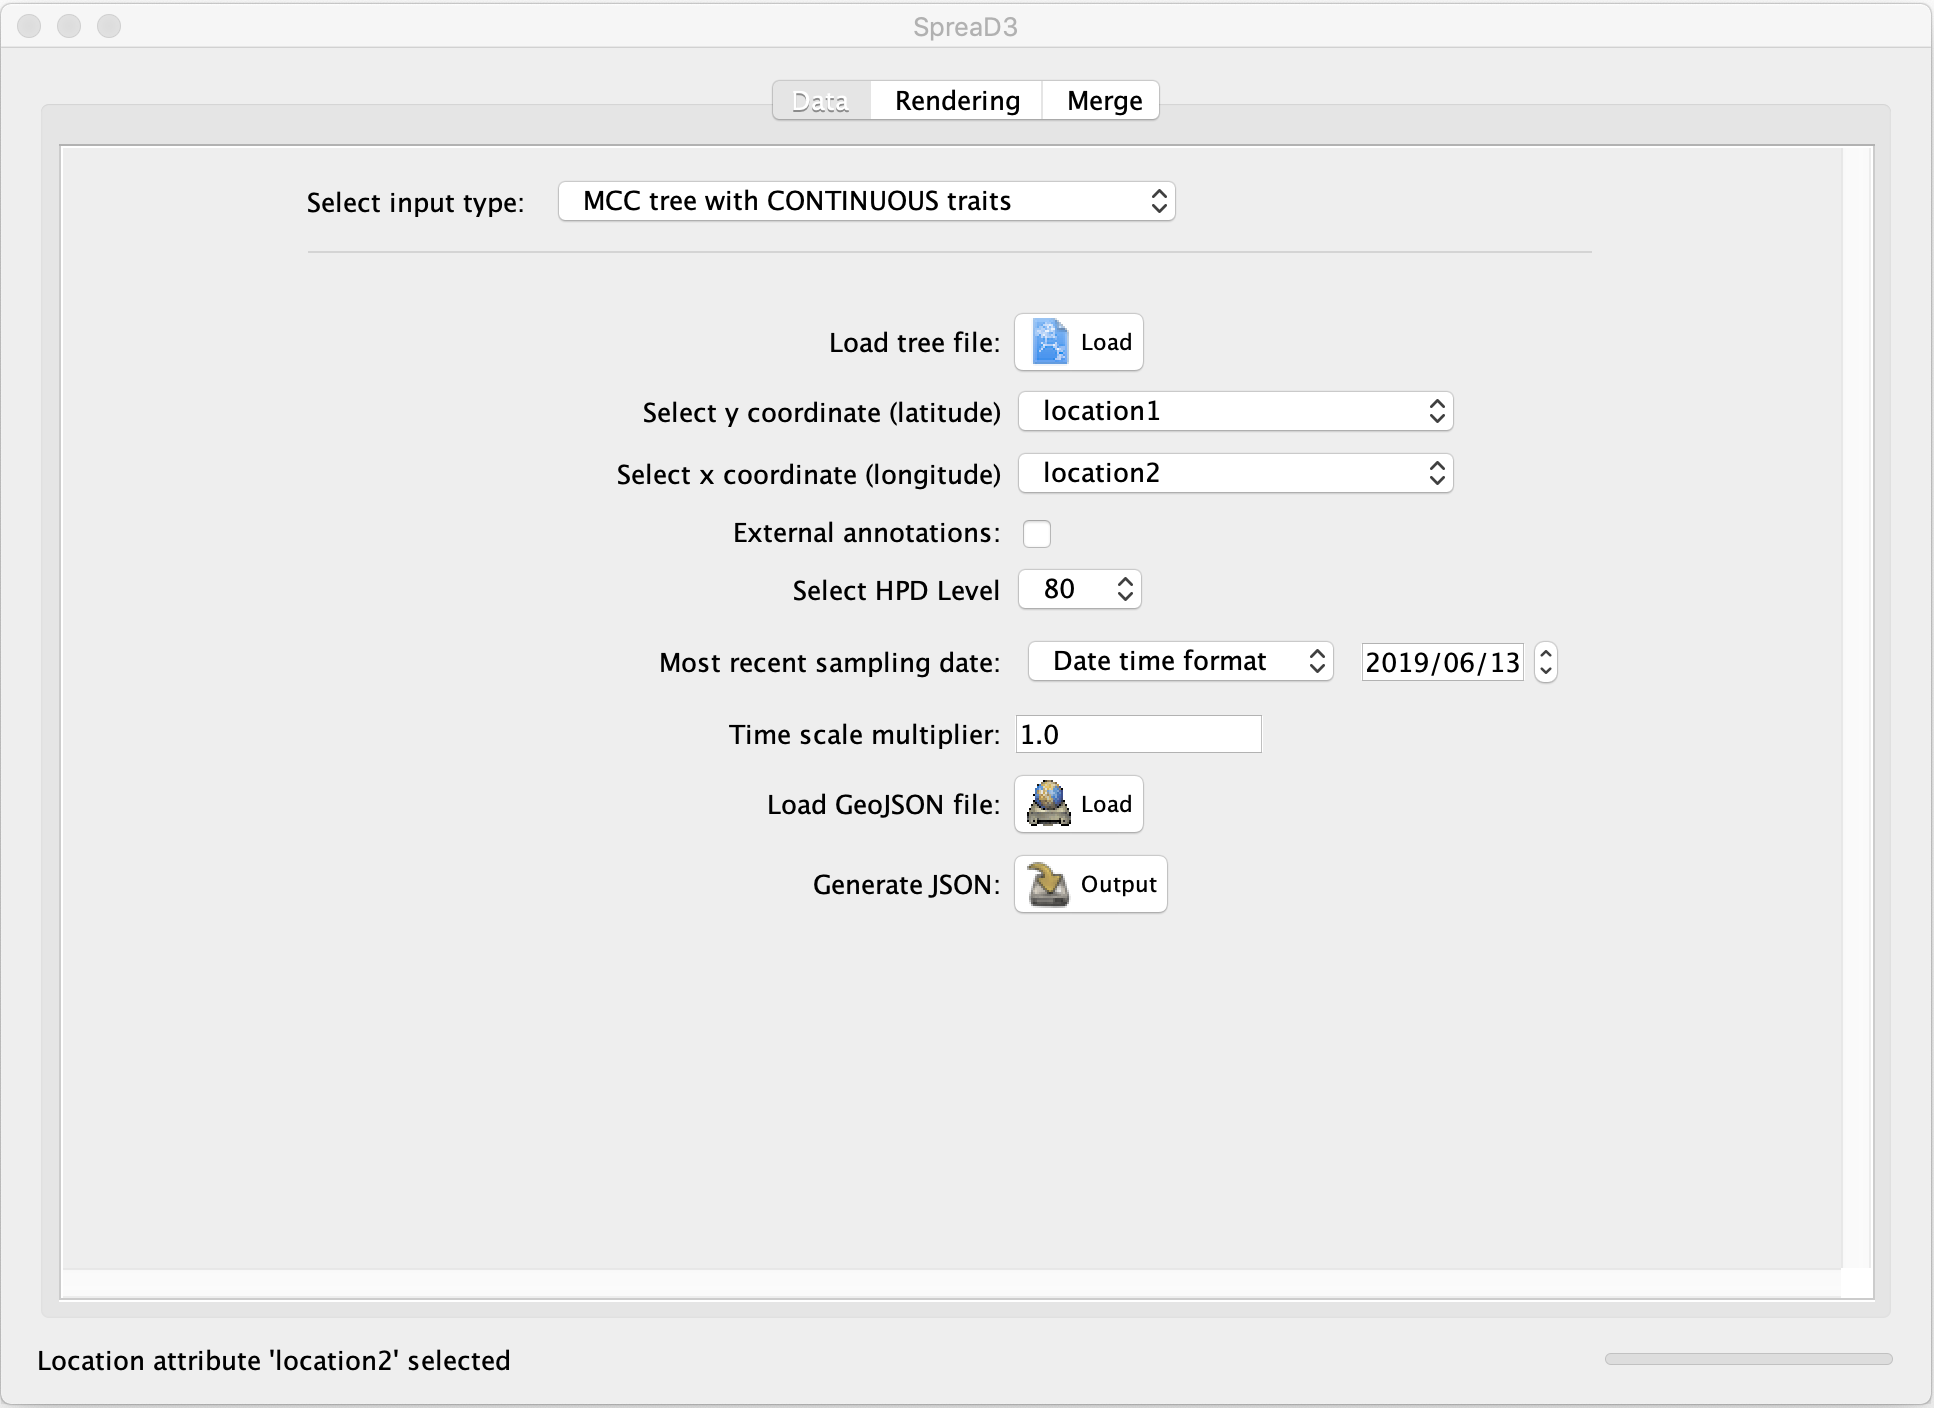 SpreaD3
Data Rendering Merge
Select input type: MCC tree with CONTINUOUS traits
Load tree file: Load
Select y coordinate (latitude) location1
Select x coordinate (longitude) location2
External annotations:
Select HPD Level 80
Most recent sampling date: Date time format 2019/06/13
Time scale multiplier: 1.0
Load GeoJSON file: Load
Generate JSON: Output
Location attribute 'location2' selected